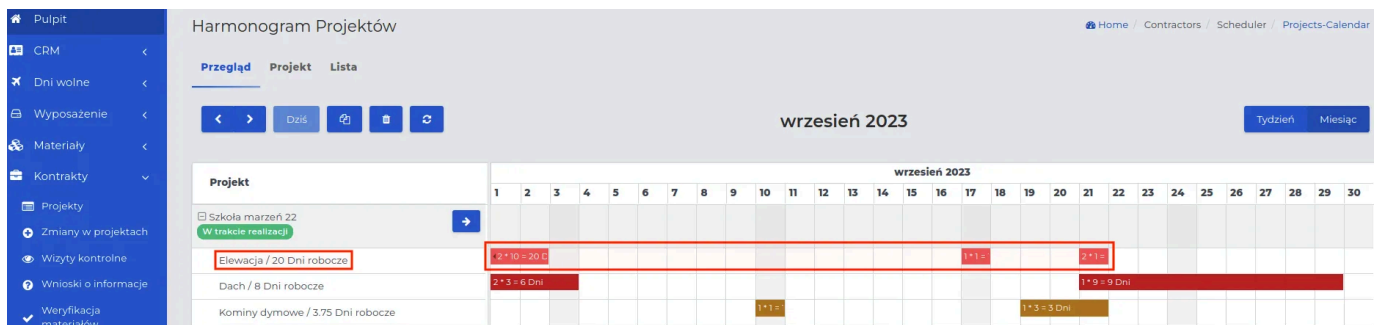 Pulpit
CRM
Dni wolne
Wyposażenie
Materiały
Kontrakty
Projekty
Zmiany w projektach
Wizyty kontrolne
Wnioski o informacje
Weryfikacja
materiałów
Harmonogram Projektów
Home / Contractors / Scheduler / Projects-Calendar
Przegląd Projekt Lista
Dziś
wrzesień 2023
Tydzień Miesiąc
Projekt
wrzesień 2023
1 2 3 4 5 6 7 8 9 10 11 12 13 14 15 16 17 18 19 20 21 22 23 24 25 26 27 28 29 30
Szkoła marzeń 22
W trakcie realizacji
Elewacja / 20 Dni robocze
2 * 10 = 20 D 1 * 1 = 2 * 1 =
Dach / 8 Dni robocze
2 * 3 = 6 Dni 1 * 9 = 9 Dni
Kominy dymowe / 3.75 Dni robocze
1 * 1 = 1 * 3 = 3 Dni